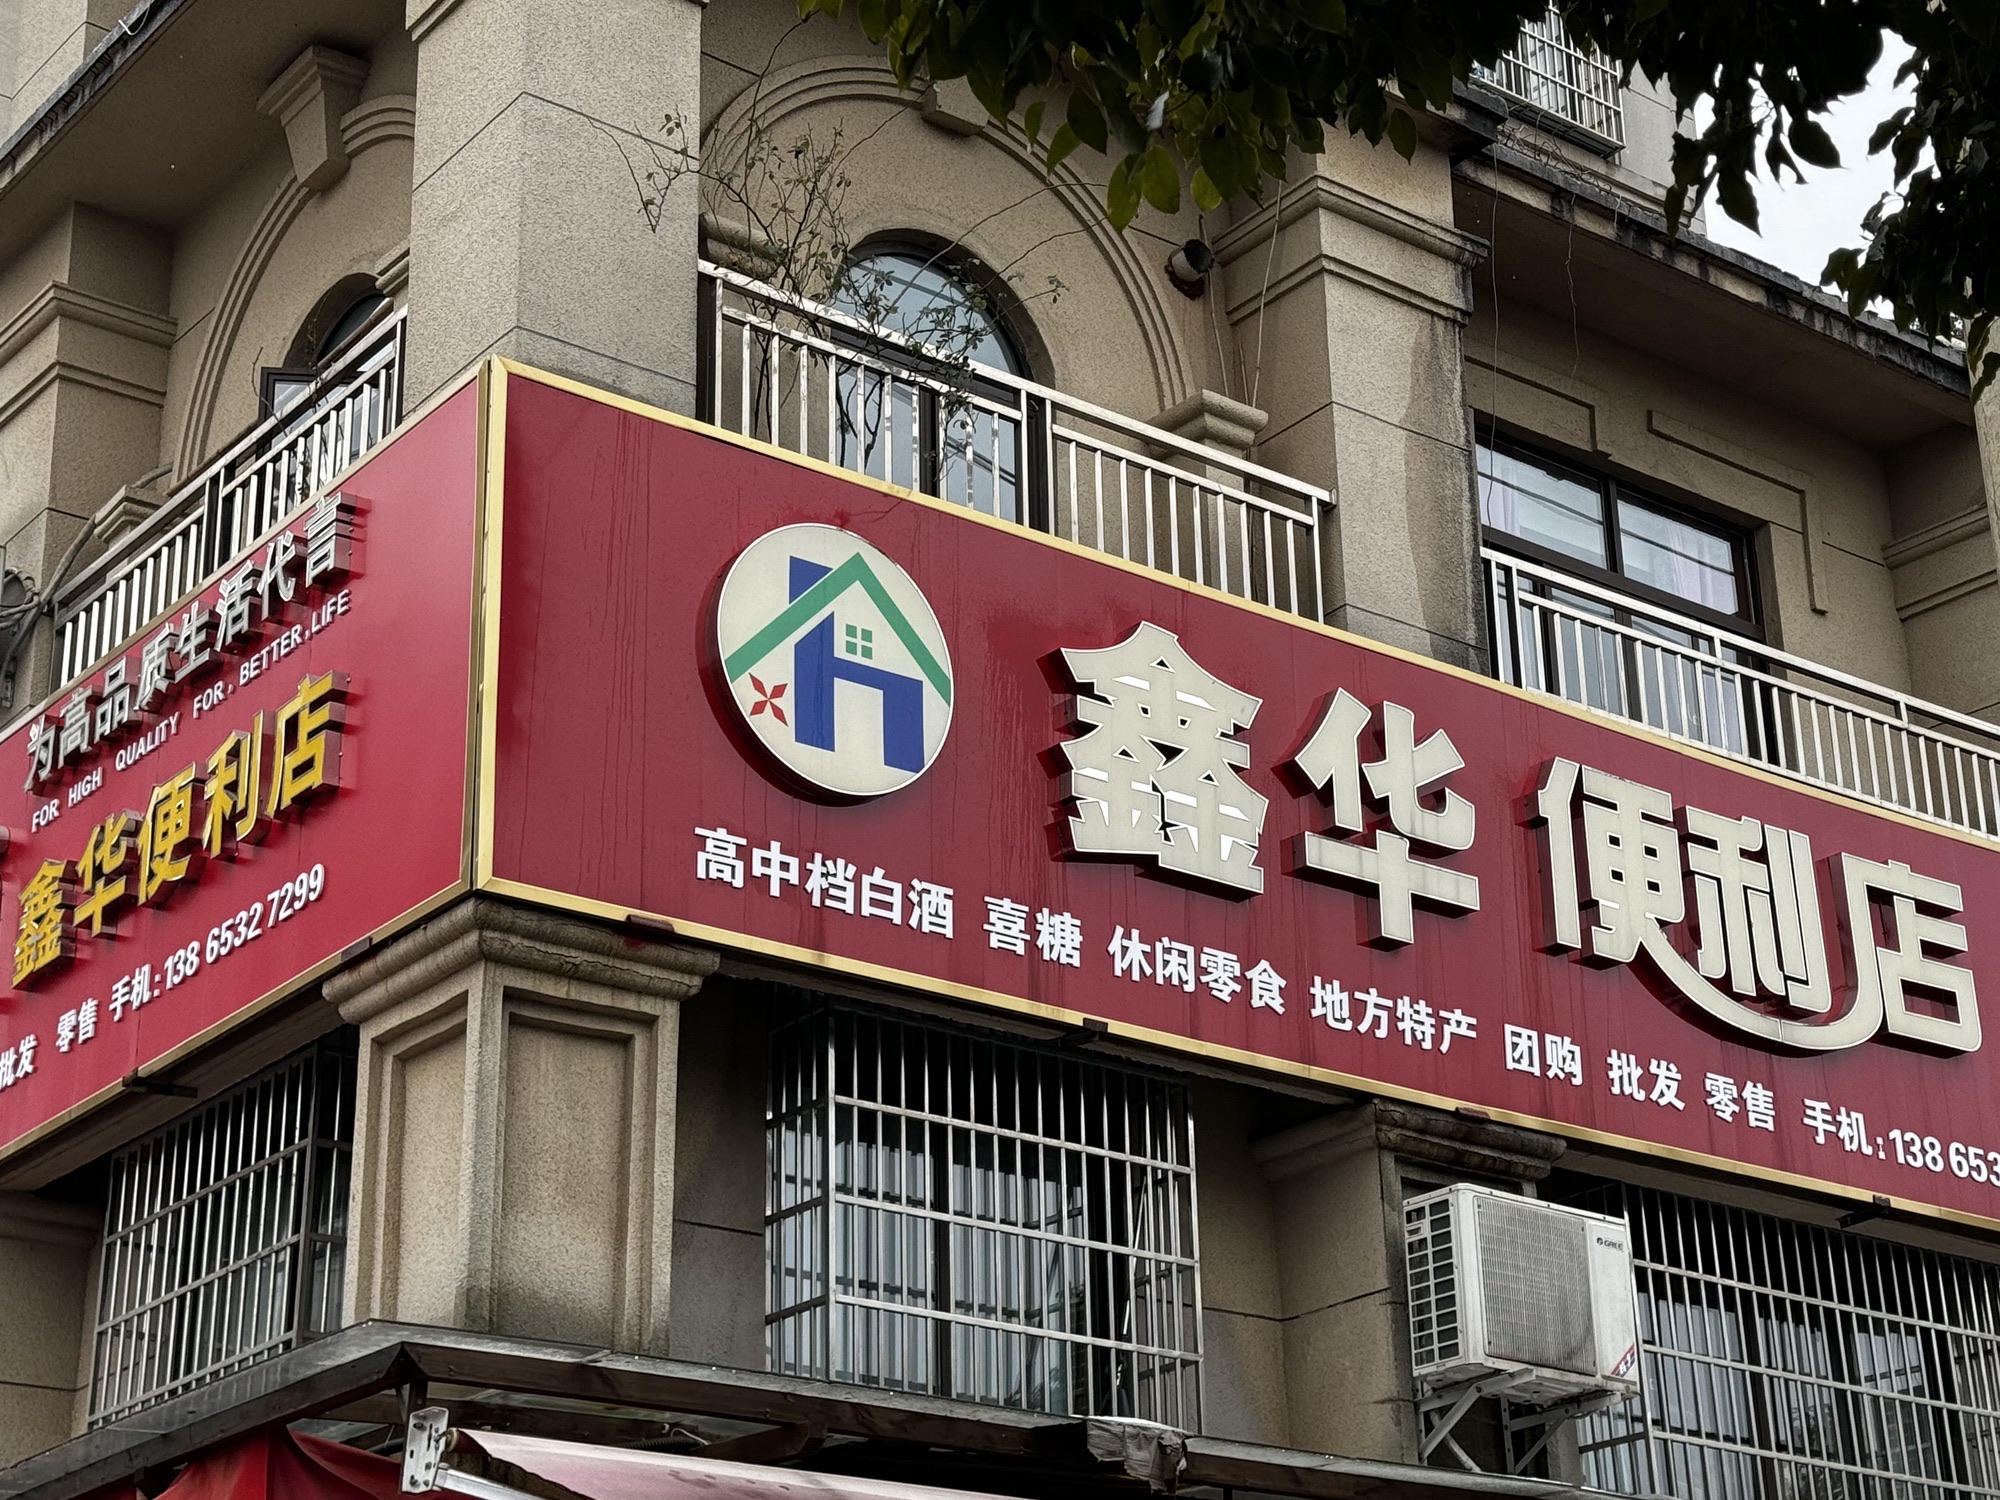 为高品质生活代言
FOR HIGH QUALITY FOR, BETTER,LIFE
鑫华便利店
批发 零售 手机:138 6532 7299
鑫华便利店
高中档白酒 喜糖 休闲零食 地方特产 团购 批发 零售 手机:138 653
GREE